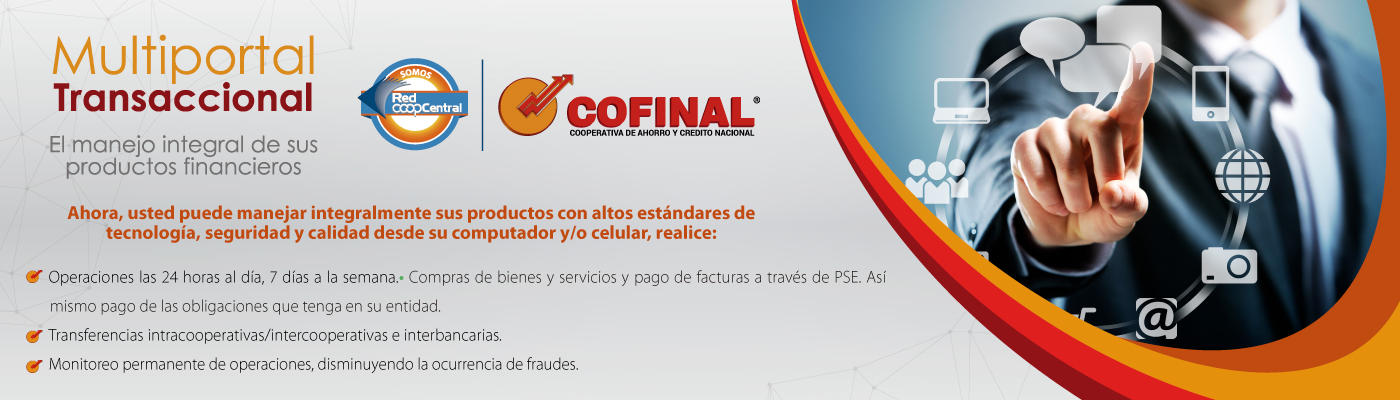 Multiportal
Transaccional
El manejo integral de sus
productos financieros
SOMOS
Red
COOPCentral
COFINAL®
COOPERATIVA DE AHORRO Y CREDITO NACIONAL
Ahora, usted puede manejar integralmente sus productos con altos estándares de
tecnología, seguridad y calidad desde su computador y/o celular, realice:
Operaciones las 24 horas al día, 7 días a la semana.• Compras de bienes y servicios y pago de facturas a través de PSE. Así
mismo pago de las obligaciones que tenga en su entidad.
Transferencias intracooperativas/intercooperativas e interbancarias.
Monitoreo permanente de operaciones, disminuyendo la ocurrencia de fraudes.
@